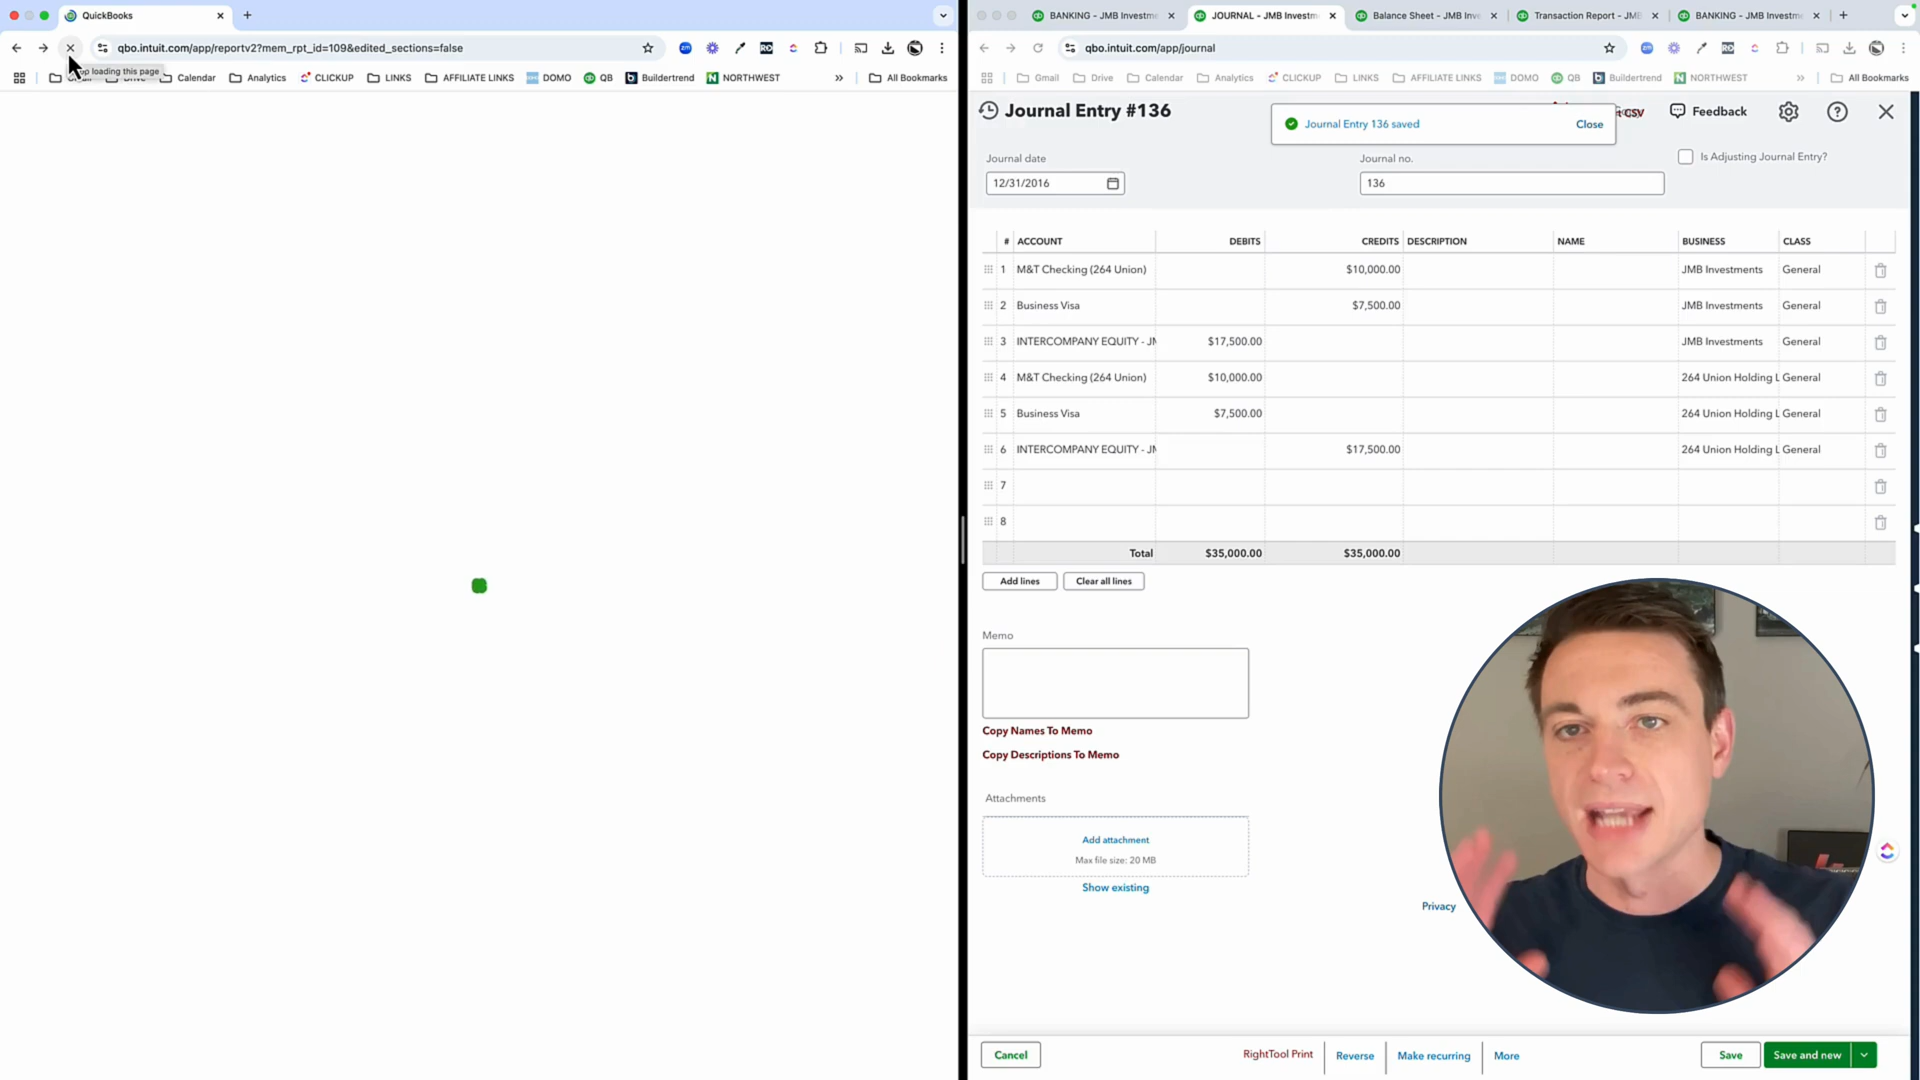 QuickBooks
qbo.intuit.com/app/reportv2?mem_rpt_id=109&edited_sections=false
loading this page
Calendar
Analytics
CLICKUP
LINKS
AFFILIATE LINKS
DOMO
QB
Buildertrend
NORTHWEST
»
All Bookmarks
BANKING - JMB Investm
JOURNAL - JMB Investm
Balance Sheet - JMB Inve
Transaction Report - JMB
BANKING - JMB Investm
qbo.intuit.com/app/journal
Gmail
Drive
Calendar
Analytics
CLICKUP
LINKS
AFFILIATE LINKS
DOMO
QB
Buildertrend
NORTHWEST
»
All Bookmarks
Journal Entry #136
Journal Entry 136 saved
Close
t CSV
Feedback
Journal date
12/31/2016
Journal no.
136
Is Adjusting Journal Entry?
# ACCOUNT DEBITS CREDITS DESCRIPTION NAME BUSINESS CLASS
1 M&T Checking (264 Union) $10,000.00 JMB Investments General
2 Business Visa $7,500.00 JMB Investments General
3 INTERCOMPANY EQUITY - JM $17,500.00 JMB Investments General
4 M&T Checking (264 Union) $10,000.00 264 Union Holding L General
5 Business Visa $7,500.00 264 Union Holding L General
6 INTERCOMPANY EQUITY - JM $17,500.00 264 Union Holding L General
7
8
Total $35,000.00 $35,000.00
Add lines
Clear all lines
Memo
Copy Names To Memo
Copy Descriptions To Memo
Attachments
Add attachment
Max file size: 20 MB
Show existing
Privacy
Cancel
RightTool Print
Reverse
Make recurring
More
Save
Save and new